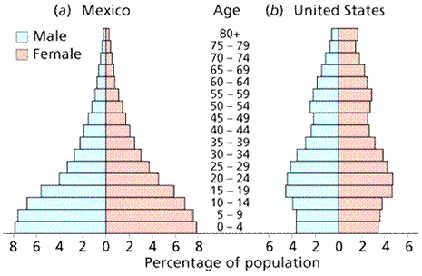 (a) Mexico Age (b) United States
Male
Female
80+
75 – 79
70 – 74
65 – 69
60 – 64
55 – 59
50 – 54
45 – 49
40 – 44
35 – 39
30 – 34
25 – 29
20 – 24
15 – 19
10 – 14
5 – 9
0 – 4
8 6 4 2 0 2 4 6 8 6 4 2 0 2 4 6
Percentage of population